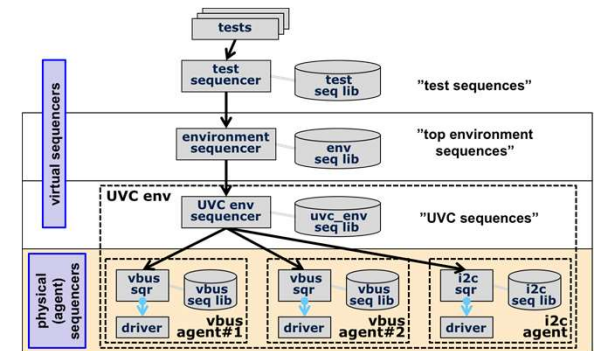 tests
test
sequencer
test
seq lib
"test sequences"
virtual sequencers
environment
sequencer
env
seq lib
"top environment
sequences"
UVC env
UVC env
sequencer
uvc_env
seq lib
"UVC sequences"
physical
(agent)
sequencers
vbus
sqr
vbus
seq lib
driver
vbus
agent#1
vbus
sqr
vbus
seq lib
driver
vbus
agent#2
i2c
sqr
i2c
seq lib
driver
i2c
agent